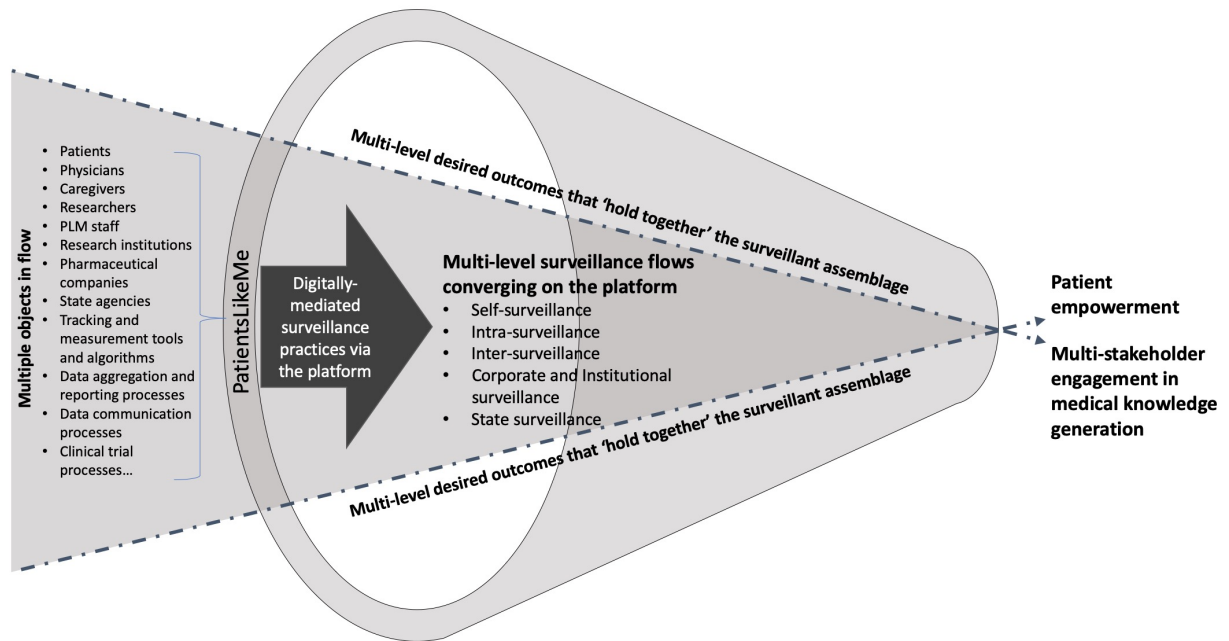 Multiple objects in flow
• Patients
• Physicians
• Caregivers
• Researchers
• PLM staff
• Research institutions
• Pharmaceutical
companies
• State agencies
• Tracking and
measurement tools
and algorithms
• Data aggregation and
reporting processes
• Data communication
processes
• Clinical trial
processes...
PatientsLikeMe
Digitally-
mediated
surveillance
practices via
the platform
Multi-level desired outcomes that ‘hold together’ the surveillant assemblage
Multi-level surveillance flows
converging on the platform
• Self-surveillance
• Intra-surveillance
• Inter-surveillance
• Corporate and Institutional
surveillance
• State surveillance
Multi-level desired outcomes that ‘hold together’ the surveillant assemblage
Patient
empowerment
Multi-stakeholder
engagement in
medical knowledge
generation